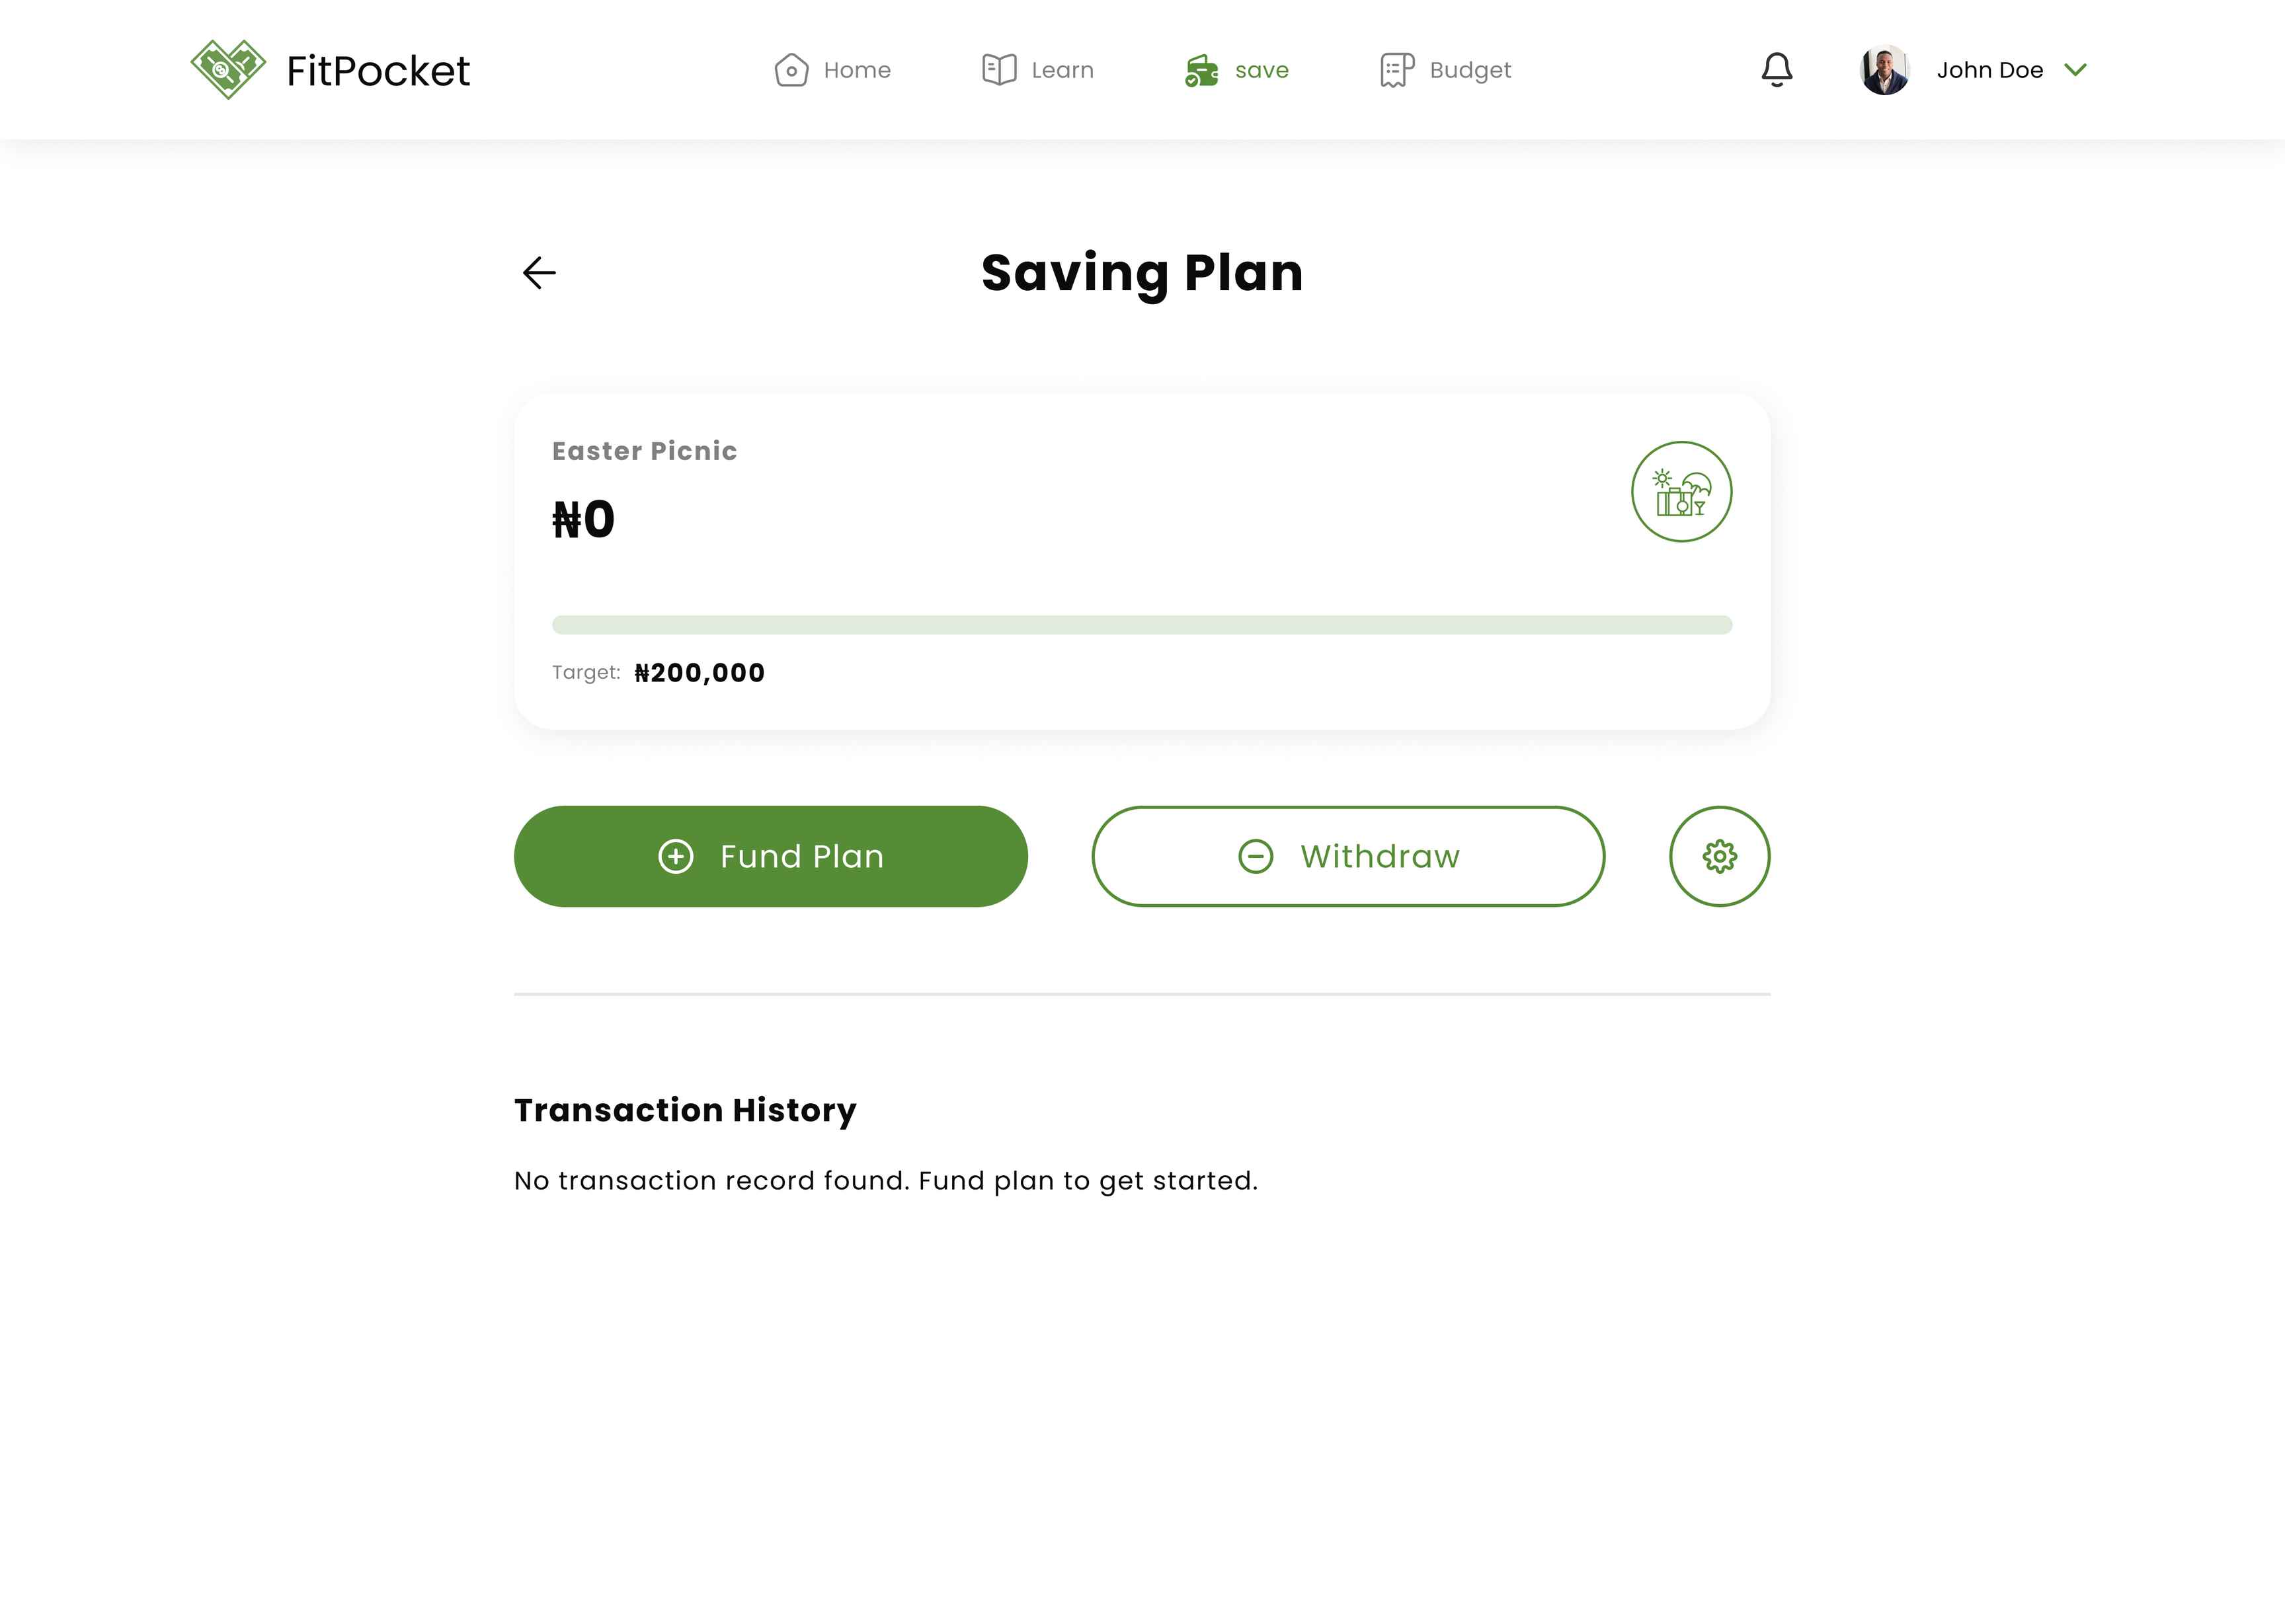 FitPocket
Home
Learn
save
Budget
John Doe
Saving Plan
Easter Picnic
₦0
Target: ₦200,000
Fund Plan
Withdraw
Transaction History
No transaction record found. Fund plan to get started.